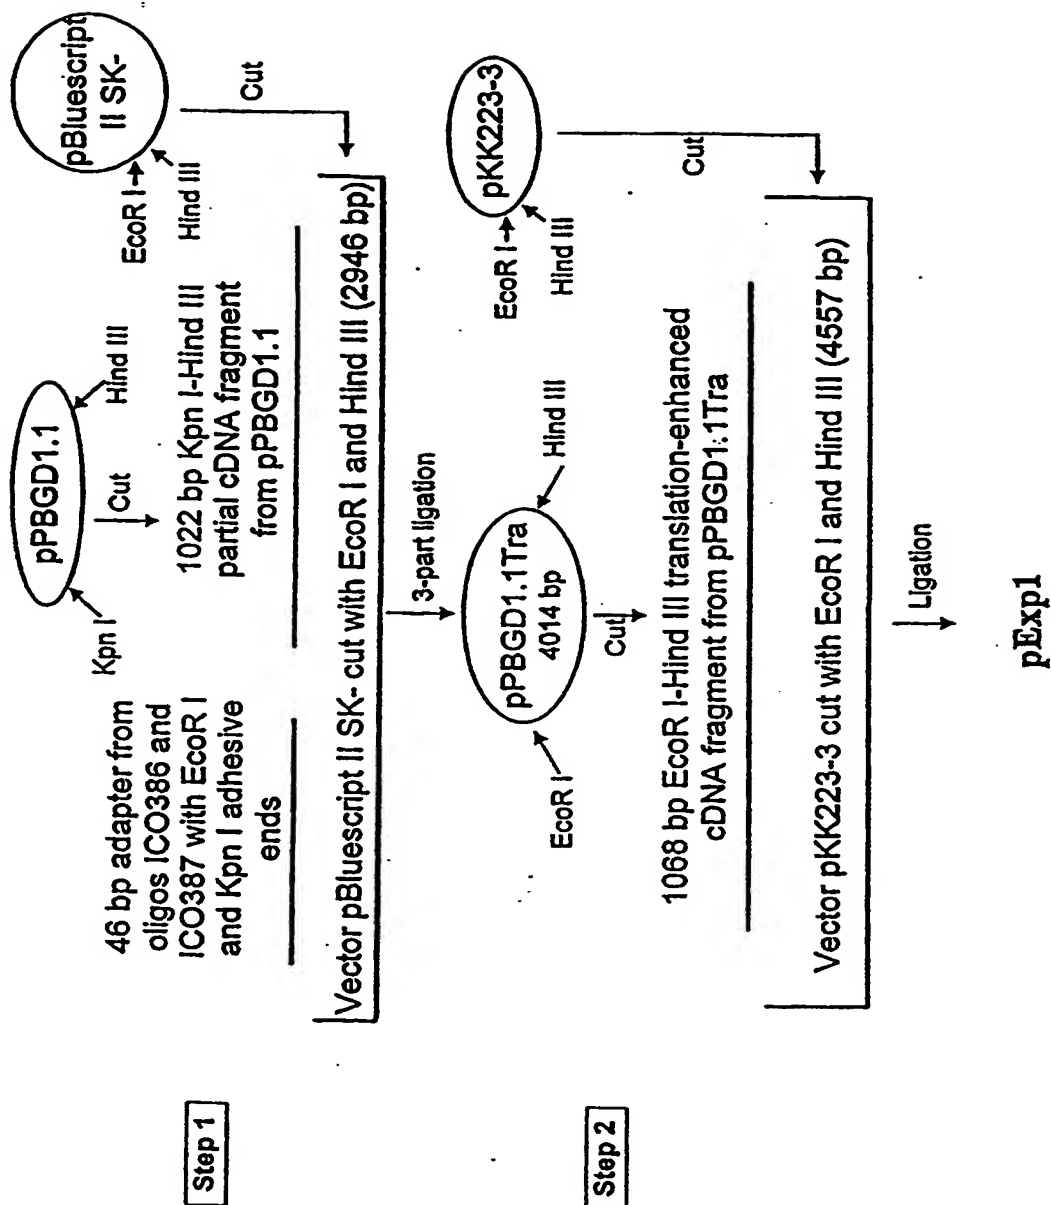 Step 1
pPBGD1.1
Kpn I
Hind III
Cut
pBluescript
II SK-
EcoR I
Hind III
Cut
46 bp adapter from
oligos ICO386 and
ICO387 with EcoR I
and Kpn I adhesive
ends
1022 bp Kpn I-Hind III
partial cDNA fragment
from pPBGD1.1
Vector pBluescript II SK- cut with EcoR I and Hind III (2946 bp)
3-part ligation
Step 2
pPBGD1.1Tra
4014 bp
EcoR I
Hind III
Cut
pKK223-3
EcoR I
Hind III
Cut
1068 bp EcoR I-Hind III translation-enhanced
cDNA fragment from pPBGD1.1Tra
Vector pKK223-3 cut with EcoR I and Hind III (4557 bp)
Ligation
pExp1